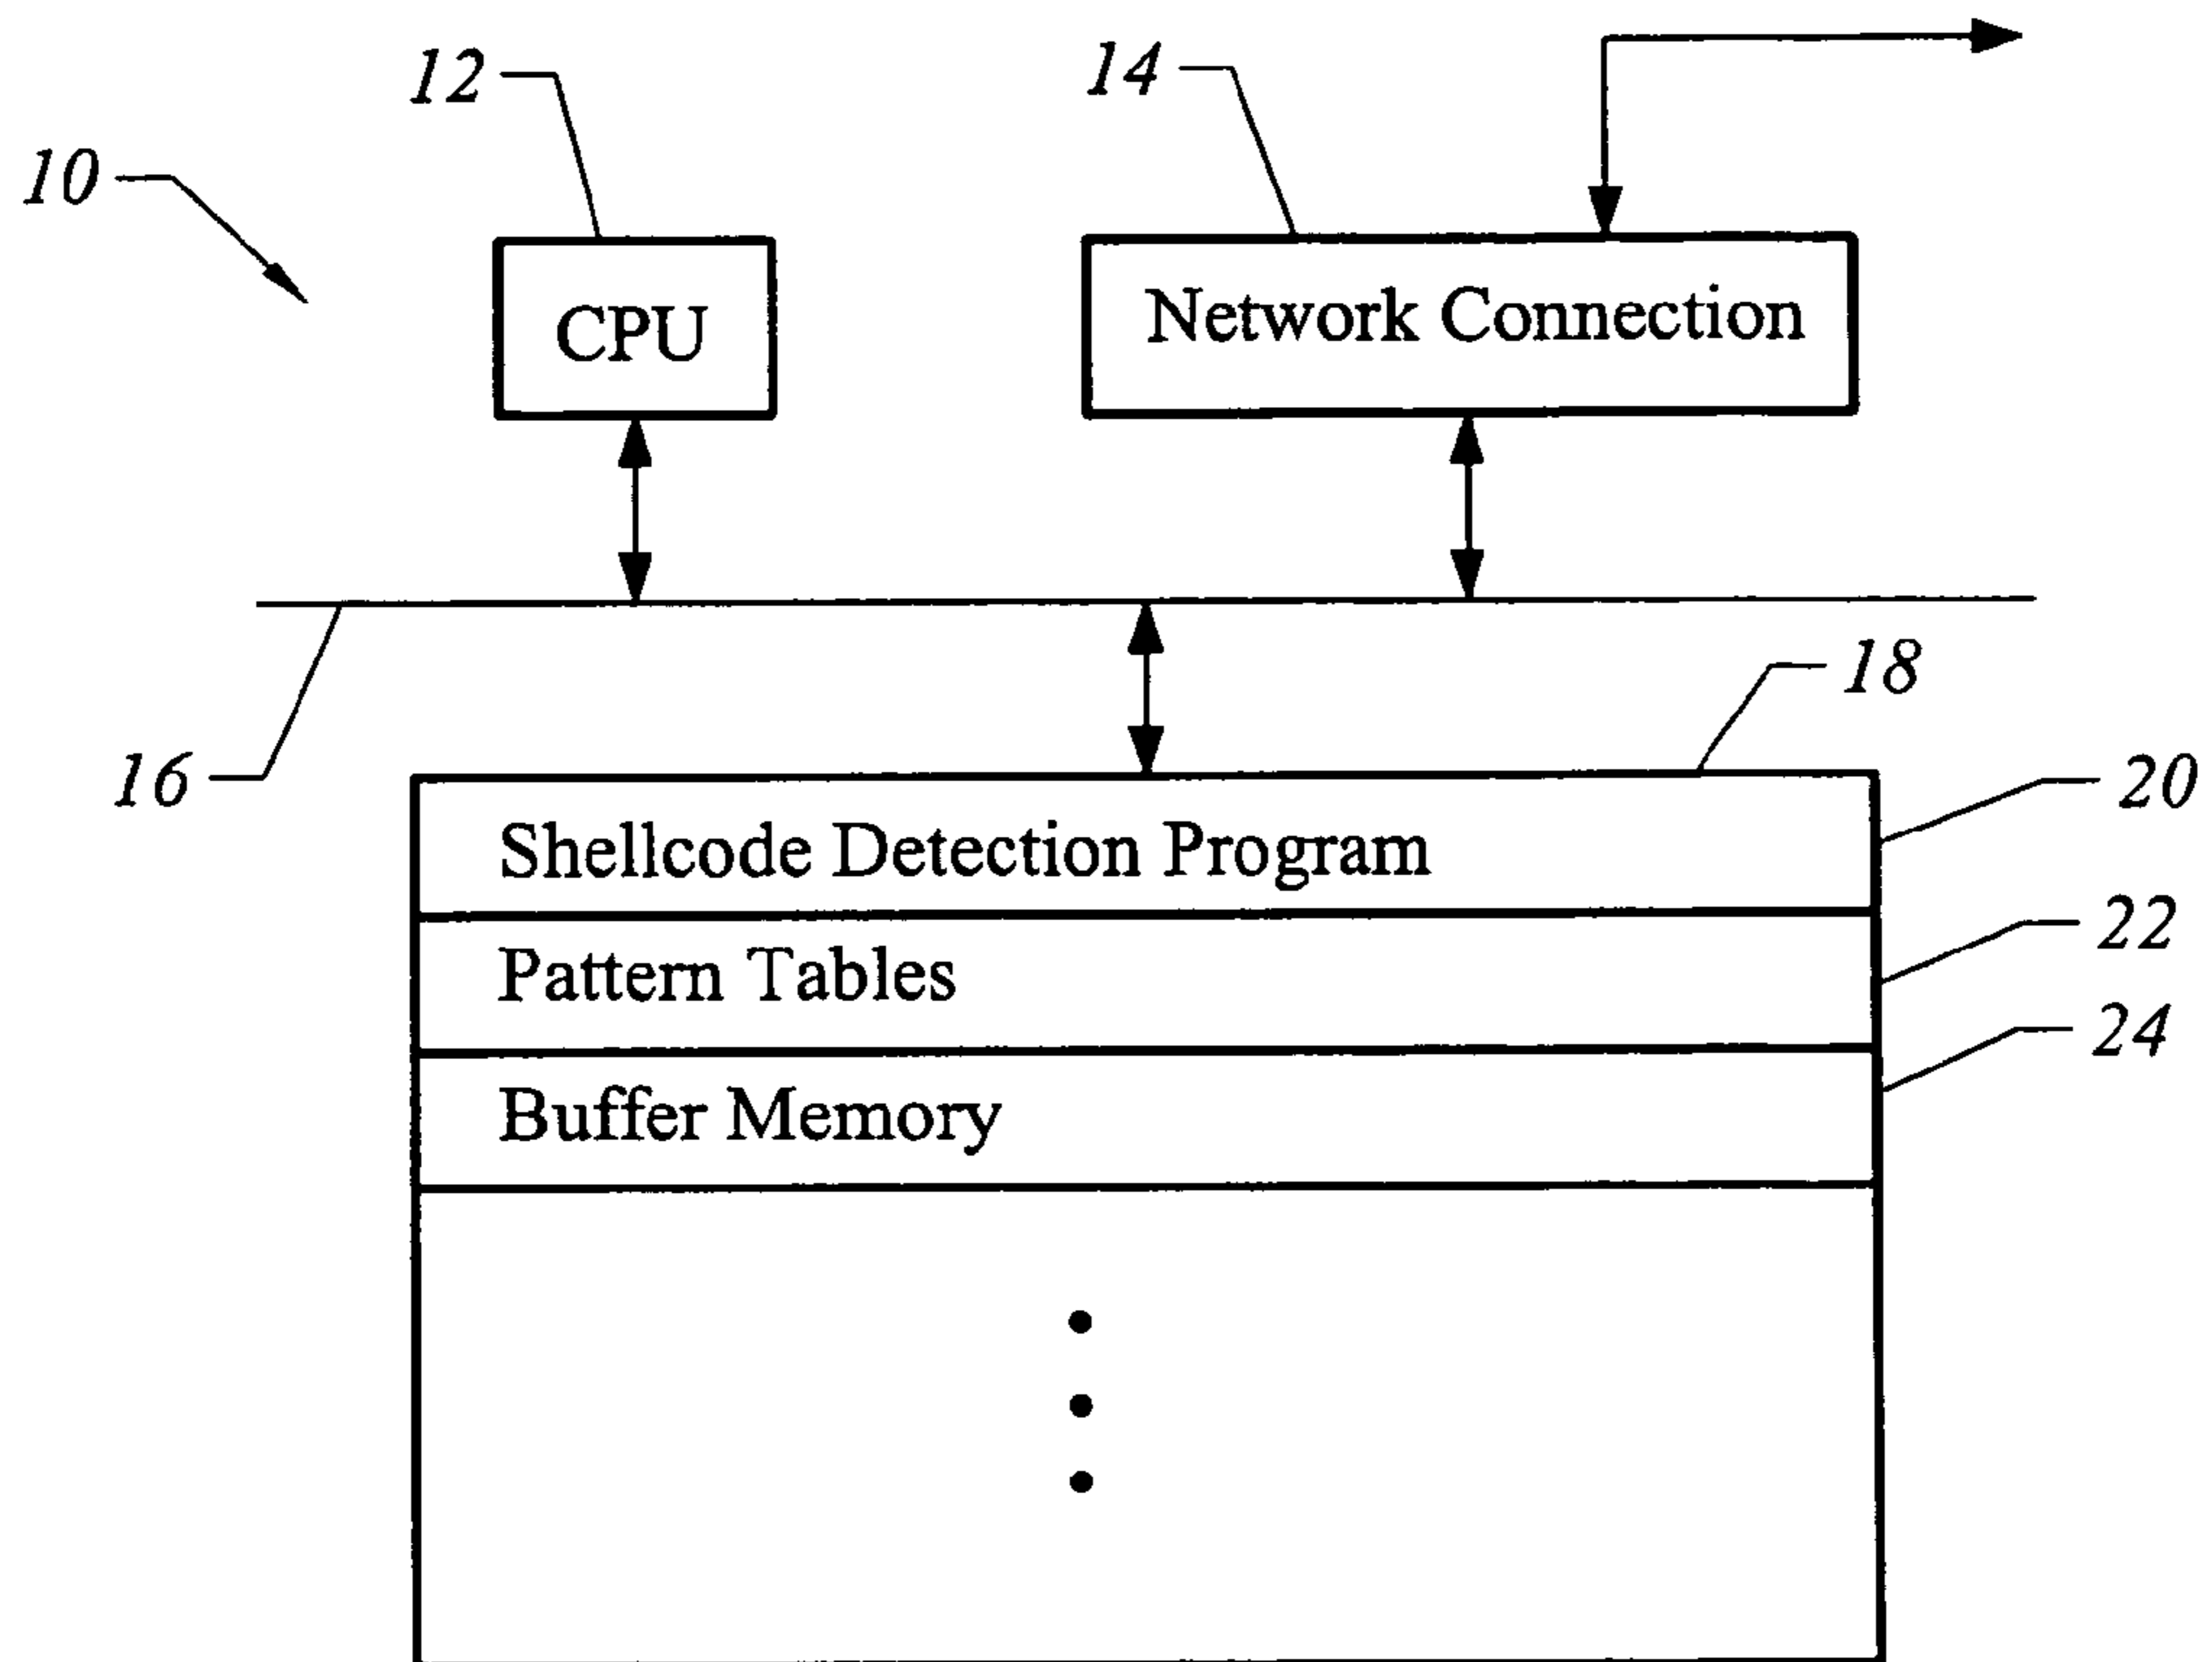 12
14
10
CPU
Network Connection
18
16
20
Shellcode Detection Program
22
Pattern Tables
24
Buffer Memory